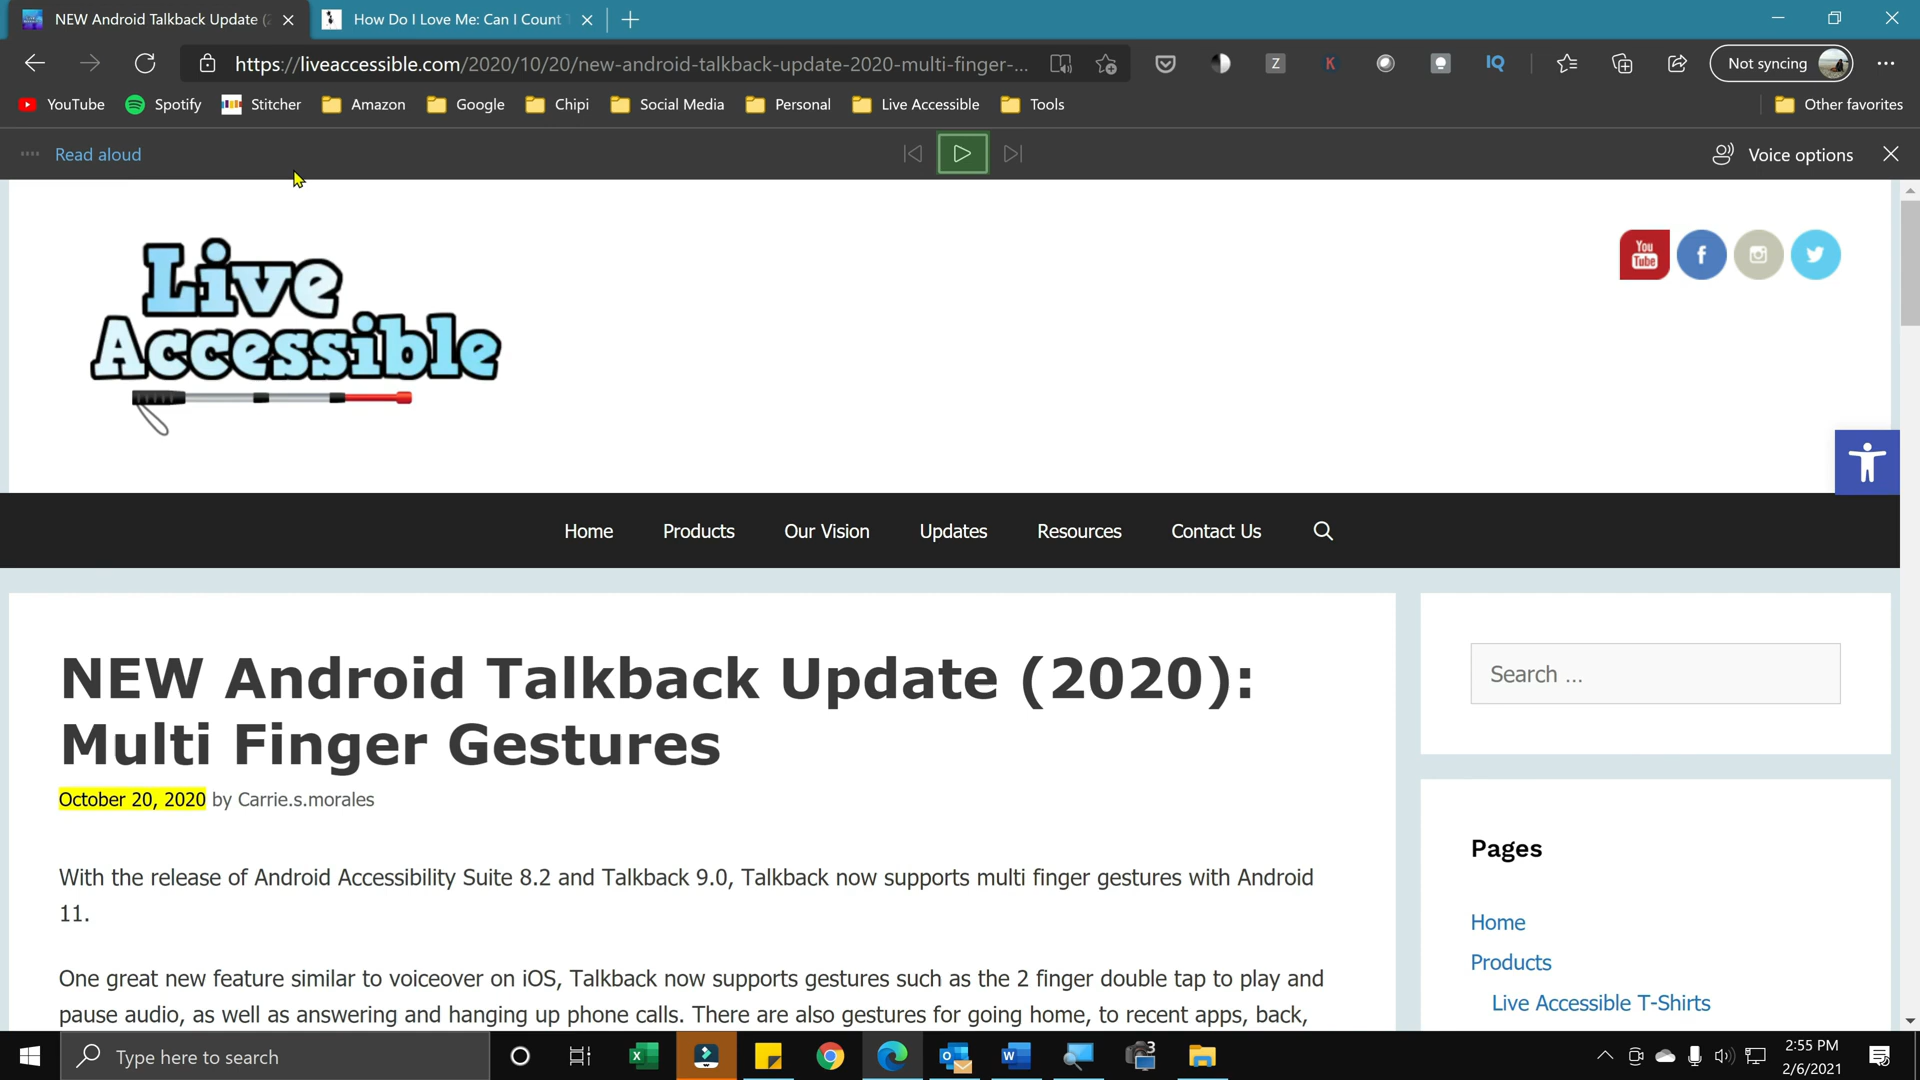 NEW Android Talkback Update (2
How Do I Love Me: Can I Count T
https://liveaccessible.com/2020/10/20/new-android-talkback-update-2020-multi-finger-...
Z
K
IQ
Not syncing
YouTube
Spotify
Stitcher
Amazon
Google
Chipi
Social Media
Personal
Live Accessible
Tools
Other favorites
Read aloud
Voice options
Live
Accessible
You
Tube
f
Home
Products
Our Vision
Updates
Resources
Contact Us
NEW Android Talkback Update (2020):
Multi Finger Gestures
October 20, 2020 by Carrie.s.morales
With the release of Android Accessibility Suite 8.2 and Talkback 9.0, Talkback now supports multi finger gestures with Android
11.
One great new feature similar to voiceover on iOS, Talkback now supports gestures such as the 2 finger double tap to play and
pause audio, as well as answering and hanging up phone calls. There are also gestures for going home, to recent apps, back,
Search ...
Pages
Home
Products
Live Accessible T-Shirts
Type here to search
3
2:55 PM
2/6/2021